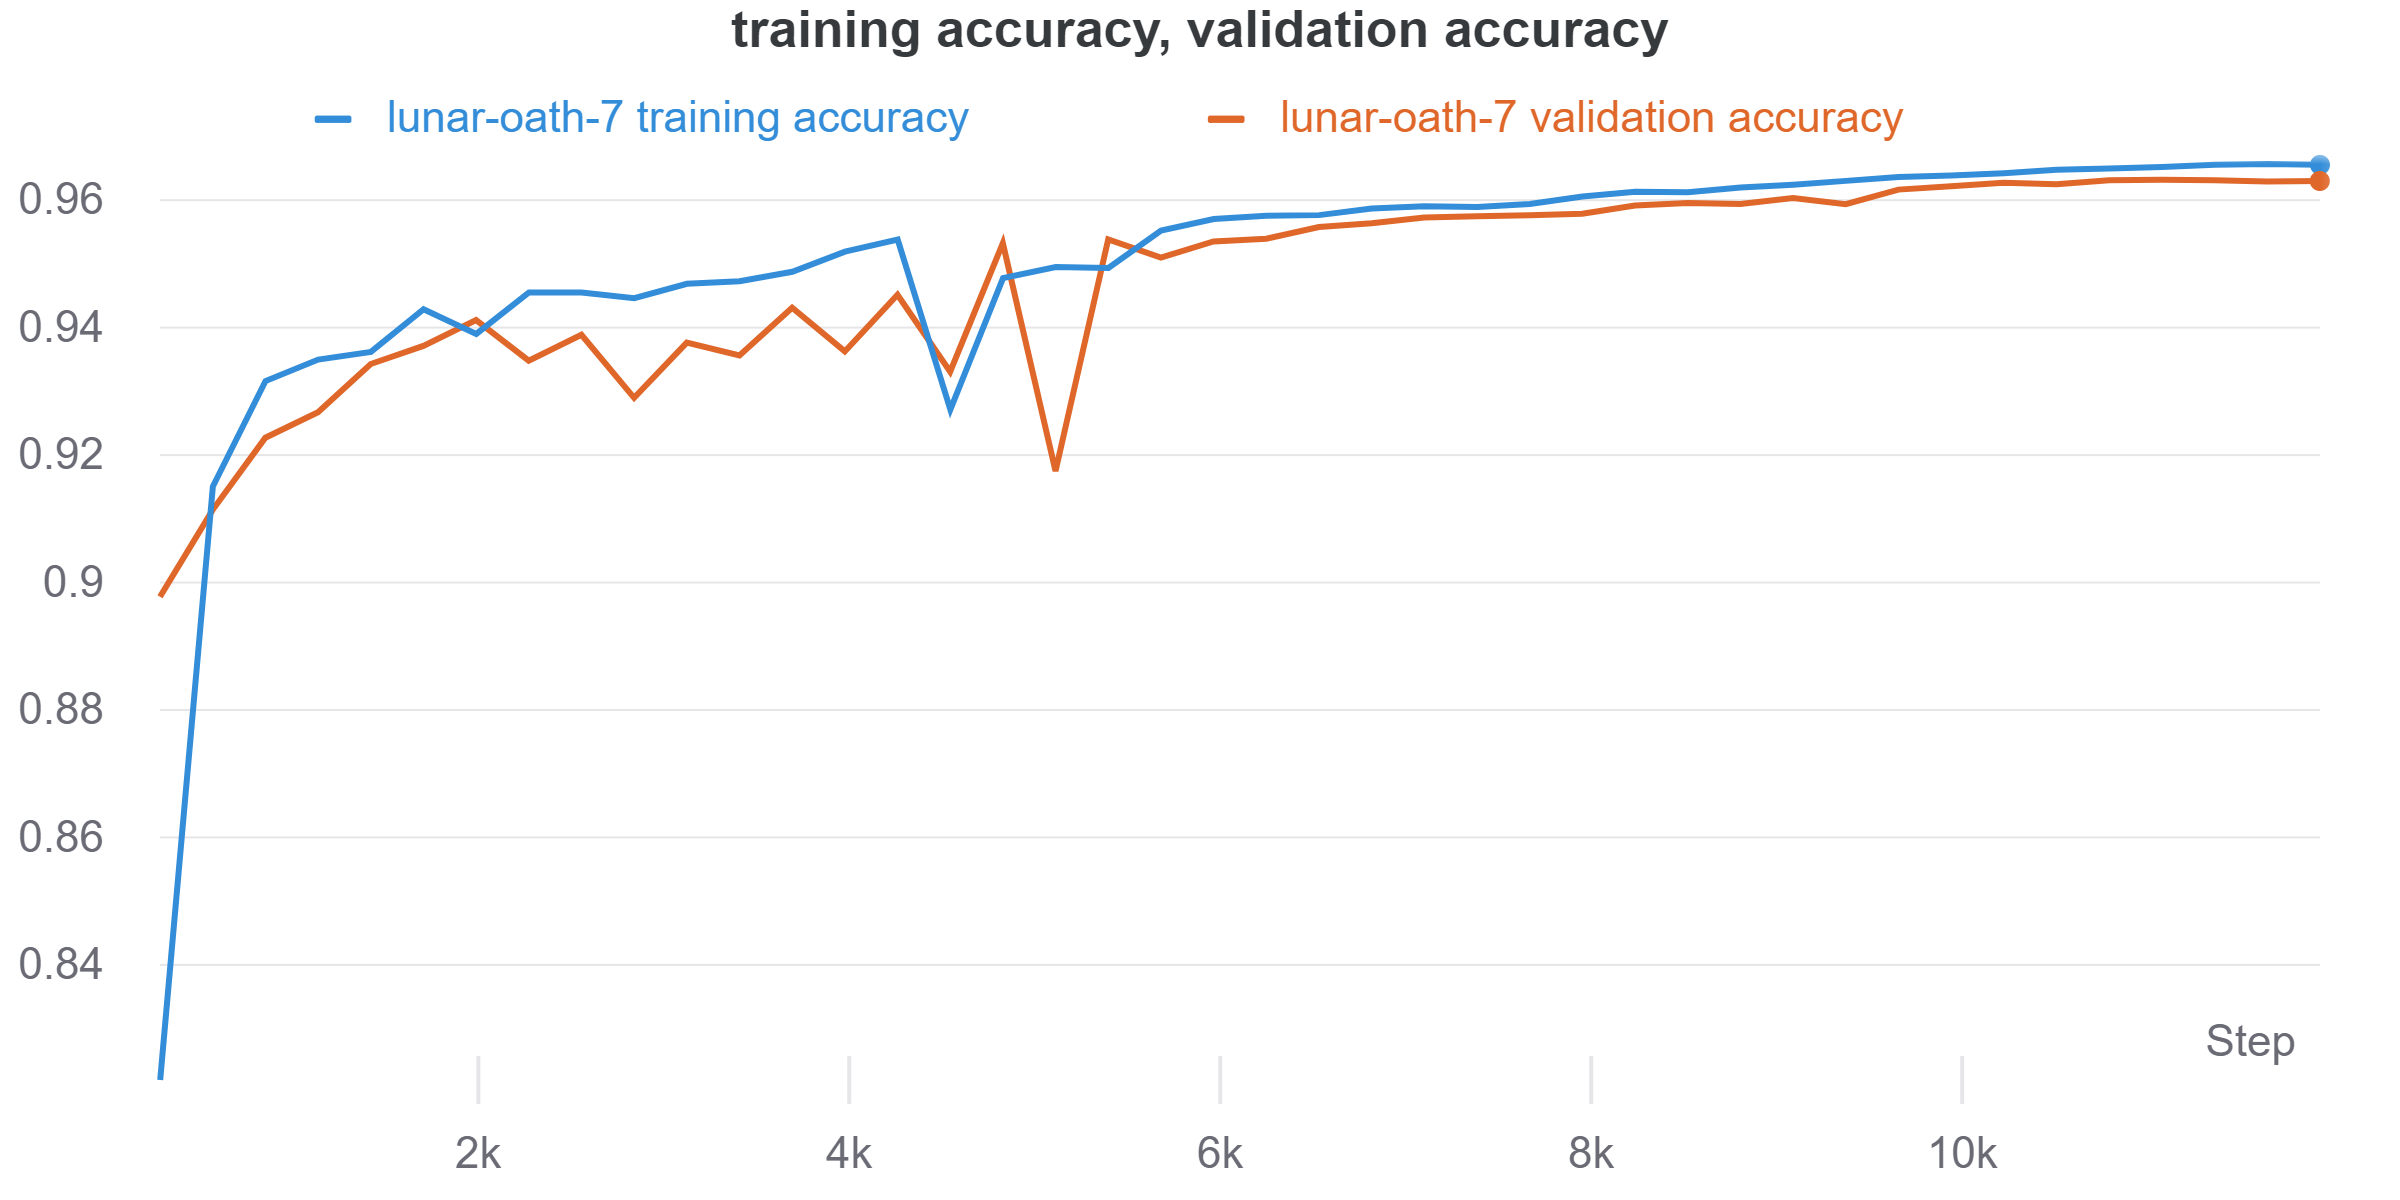 training accuracy, validation accuracy
lunar-oath-7 training accuracy lunar-oath-7 validation accuracy
0.96
0.94
0.92
0.9
0.88
0.86
0.84
Step
2k 4k 6k 8k 10k